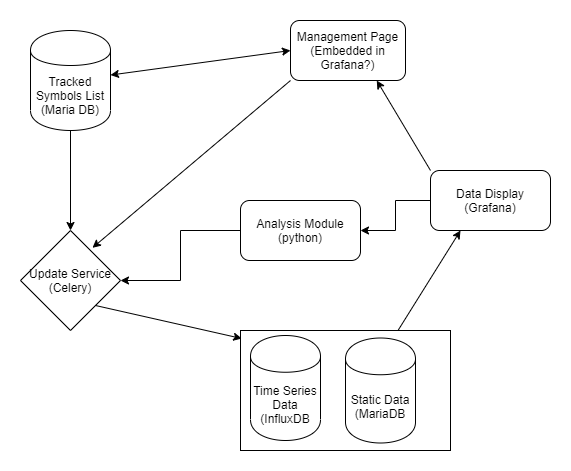 Management Page
(Embedded in
Grafana?)
Tracked
Symbols List
(Maria DB)
Data Display
(Grafana)
Analysis Module
(python)
Update Service
(Celery)
Time Series
Data
(InfluxDB
Static Data
(MariaDB